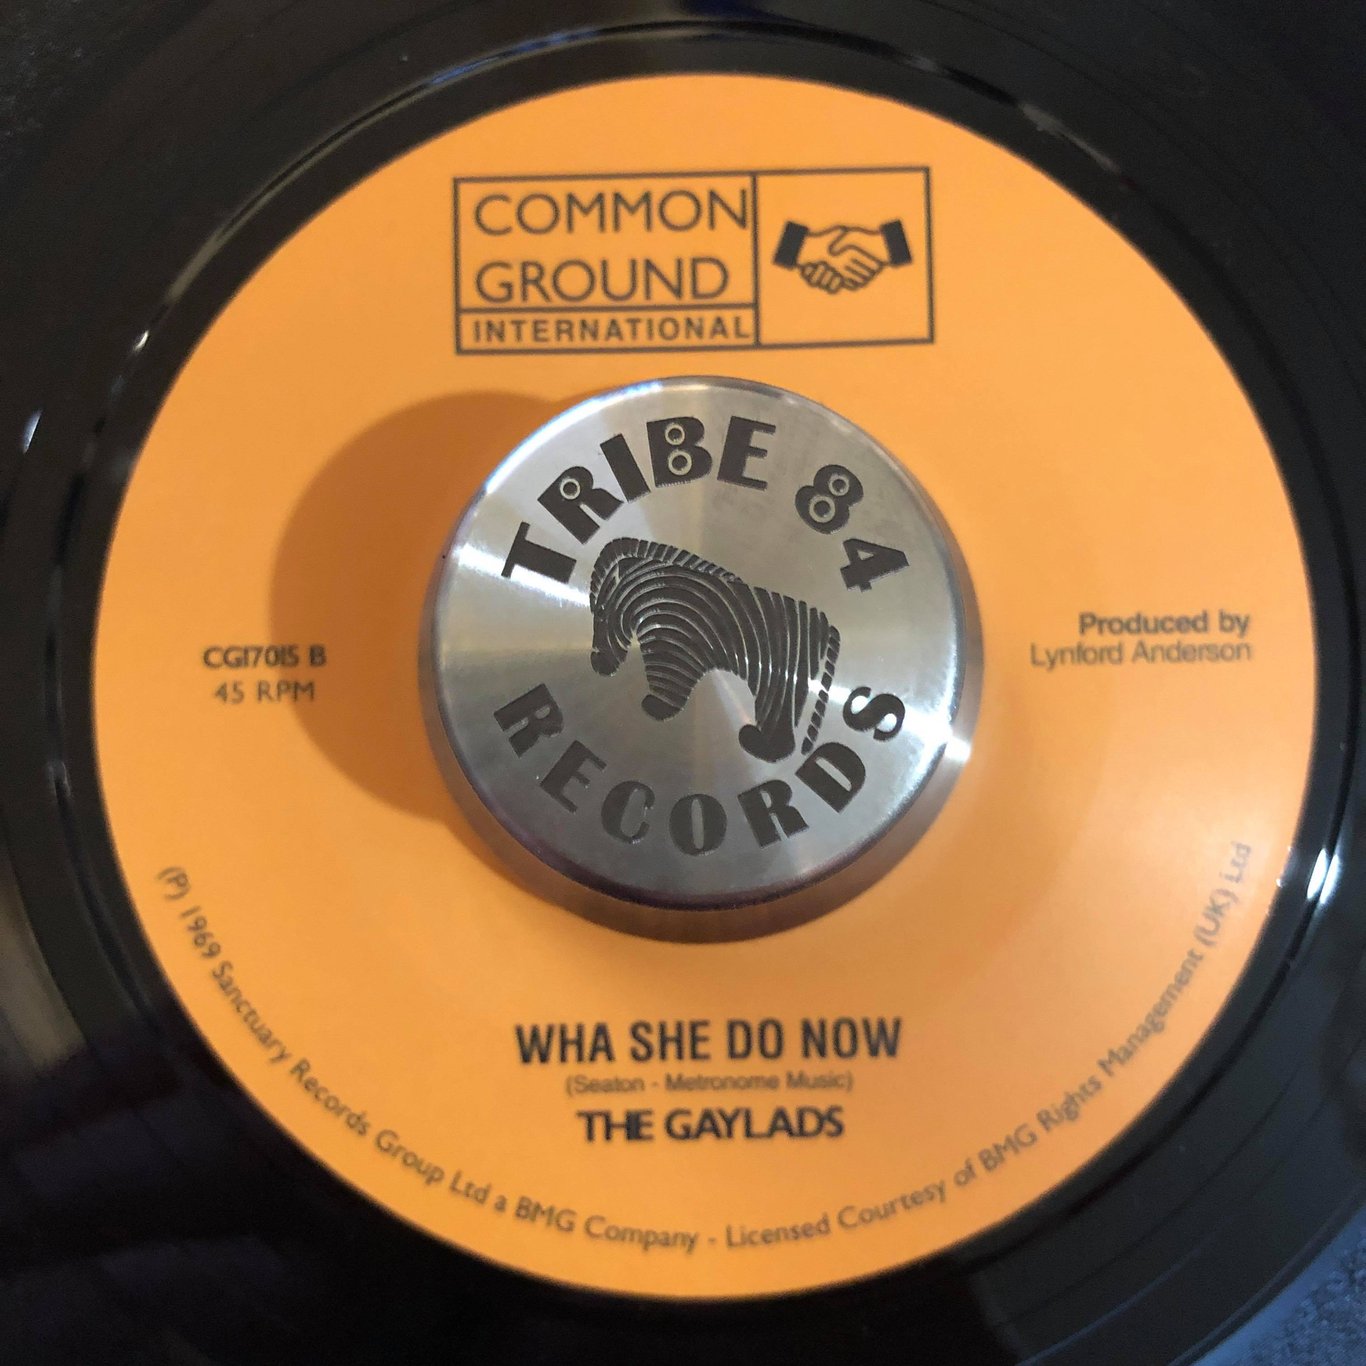 COMMON
GROUND
INTERNATIONAL
TRIBE 84
RECORDS
CGI7015 B
45 RPM
Produced by
Lynford Anderson
WHA SHE DO NOW
(Seaton - Metronome Music)
THE GAYLADS
(P) 1969 Sanctuary Records Group Ltd a BMG Company - Licensed Courtesy of BMG Rights Management (UK) Ltd